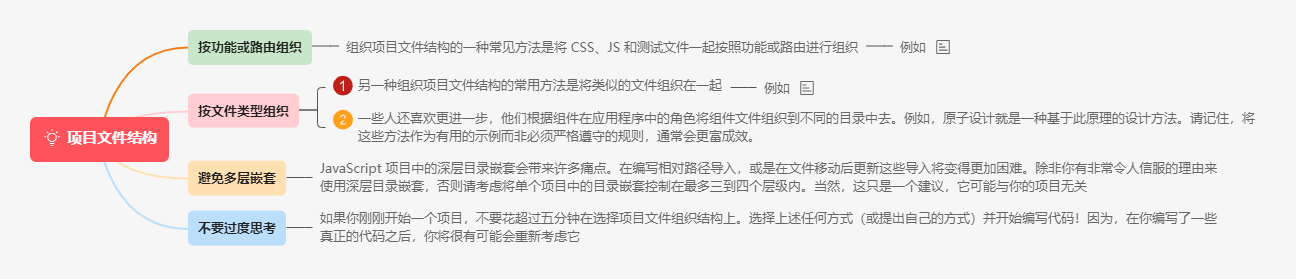 项目文件结构
按功能或路由组织
组织项目文件结构的一种常见方法是将 CSS、JS 和测试文件一起按照功能或路由进行组织
例如
按文件类型组织
1 另一种组织项目文件结构的常用方法是将类似的文件组织在一起
例如
2 一些人还喜欢更进一步，他们根据组件在应用程序中的角色将组件文件组织到不同的目录中去。例如，原子设计就是一种基于此原理的设计方法。请记住，将
这些方法作为有用的示例而非必须严格遵守的规则，通常会更富成效。
避免多层嵌套
JavaScript 项目中的深层目录嵌套会带来许多痛点。在编写相对路径导入，或是在文件移动后更新这些导入将变得更加困难。除非你有非常令人信服的理由来
使用深层目录嵌套，否则请考虑将单个项目中的目录嵌套控制在最多三到四个层级内。当然，这只是一个建议，它可能与你的项目无关
不要过度思考
如果你刚刚开始一个项目，不要花超过五分钟在选择项目文件组织结构上。选择上述任何方式（或提出自己的方式）并开始编写代码！因为，在你编写了一些
真正的代码之后，你将很有可能会重新考虑它